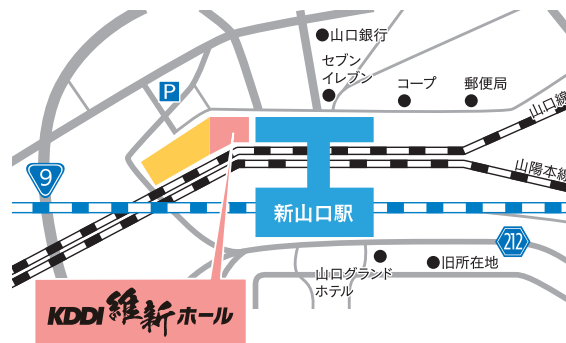 山口銀行
セブン
イレブン
コープ
郵便局
P
山口線
山陽本線
9
新山口駅
212
山口グランド
ホテル
旧所在地
KDDI維新ホール